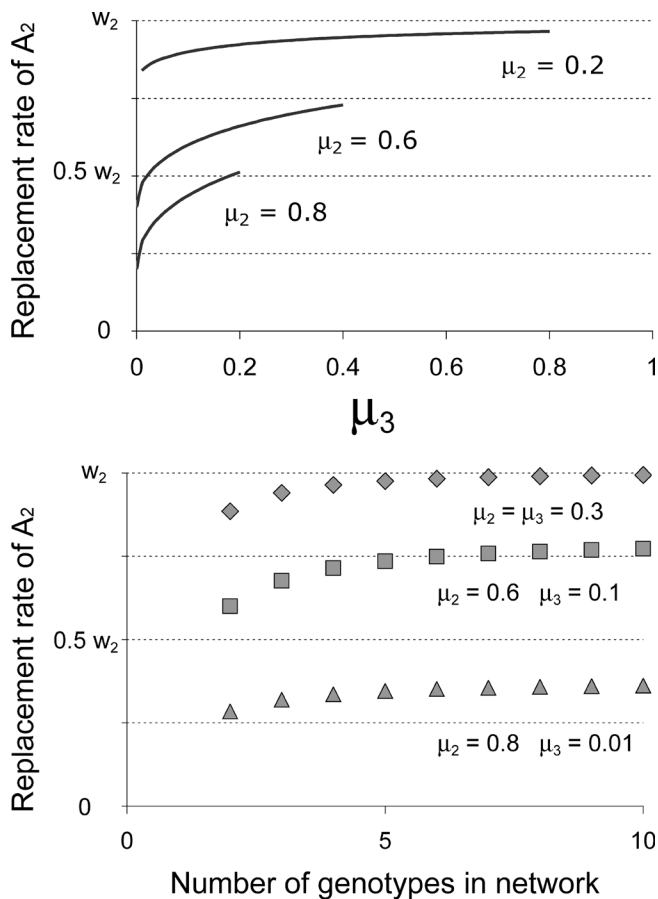 Replacement rate of A₂
w₂
0.5 w₂
0
μ₂ = 0.2
μ₂ = 0.6
μ₂ = 0.8
0 0.2 0.4 0.6 0.8 1
μ₃
Replacement rate of A₂
w₂
0.5 w₂
0
μ₂ = μ₃ = 0.3
μ₂ = 0.6 μ₃ = 0.1
μ₂ = 0.8 μ₃ = 0.01
0 5 10
Number of genotypes in network